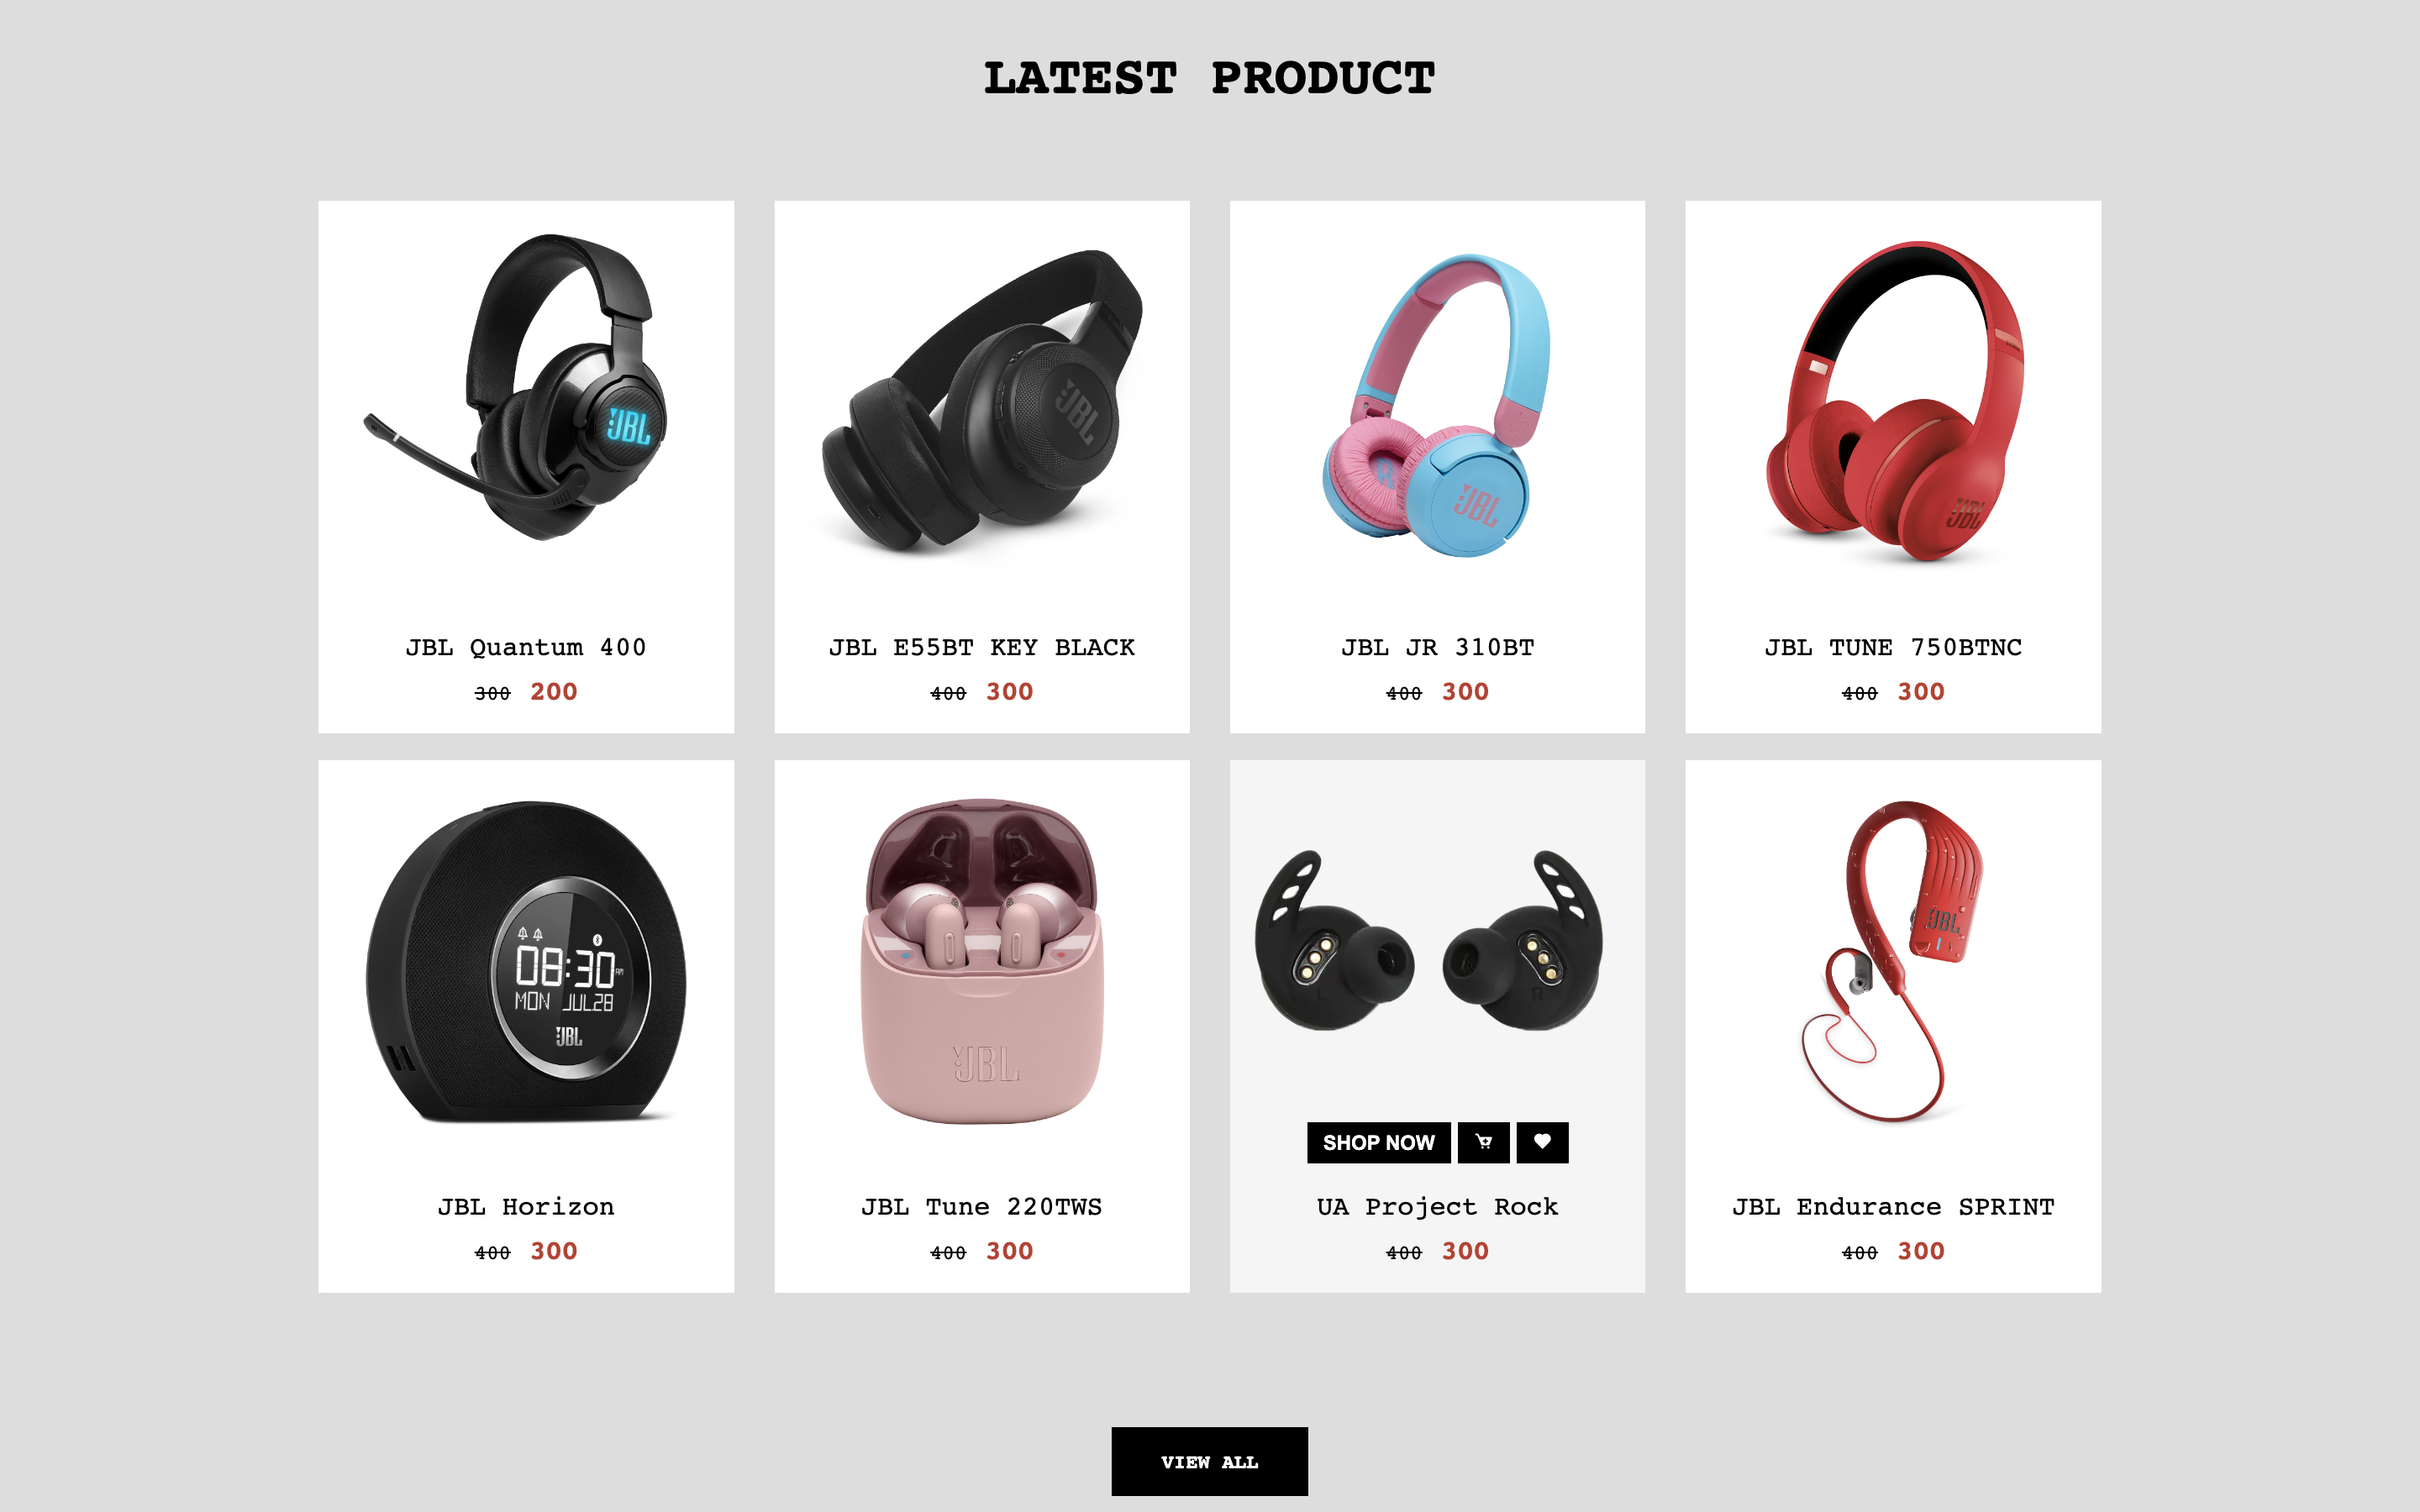 LATEST PRODUCT
JBL
JBL
JBL
JBL
JBL Quantum 400
JBL E55BT KEY BLACK
JBL JR 310BT
JBL TUNE 750BTNC
300 200
400 300
400 300
400 300
08:30 AM
MON JUL28
JBL
JBL
L
R
JBL
SHOP NOW
JBL Horizon
JBL Tune 220TWS
UA Project Rock
JBL Endurance SPRINT
400 300
400 300
400 300
400 300
VIEW ALL